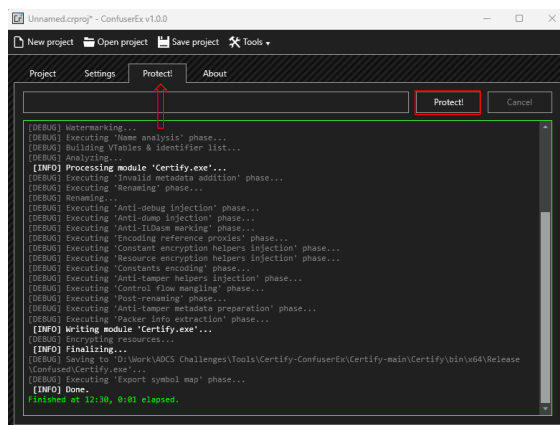 Unnamed.crproj* - ConfuserEx v1.0.0
New project Open project Save project Tools
Project Settings Protect! About
Protect! Cancel
[DEBUG] Watermarking...
[DEBUG] Executing 'Name analysis' phase...
[DEBUG] Building VTables & identifier list...
[DEBUG] Analyzing...
[INFO] Processing module 'Certify.exe'...
[DEBUG] Executing 'Invalid metadata addition' phase...
[DEBUG] Executing 'Renaming' phase...
[DEBUG] Renaming...
[DEBUG] Executing 'Anti-debug injection' phase...
[DEBUG] Executing 'Anti-dump injection' phase...
[DEBUG] Executing 'Anti-ILDasm marking' phase...
[DEBUG] Executing 'Encoding reference proxies' phase...
[DEBUG] Executing 'Constant encryption helpers injection' phase...
[DEBUG] Executing 'Resource encryption helpers injection' phase...
[DEBUG] Executing 'Constants encoding' phase...
[DEBUG] Executing 'Anti-tamper helpers injection' phase...
[DEBUG] Executing 'Control flow mangling' phase...
[DEBUG] Executing 'Post-renaming' phase...
[DEBUG] Executing 'Anti-tamper metadata preparation' phase...
[DEBUG] Executing 'Packer info extraction' phase...
[INFO] Writing module 'Certify.exe'...
[DEBUG] Encrypting resources...
[INFO] Finalizing...
[DEBUG] Saving to 'D:\Work\ADCS Challenges\Tools\Certify-ConfuserEx\Certify-main\Certify\bin\x64\Release
\Confused\Certify.exe'...
[DEBUG] Executing 'Export symbol map' phase...
[INFO] Done.
Finished at 12:30, 0:01 elapsed.